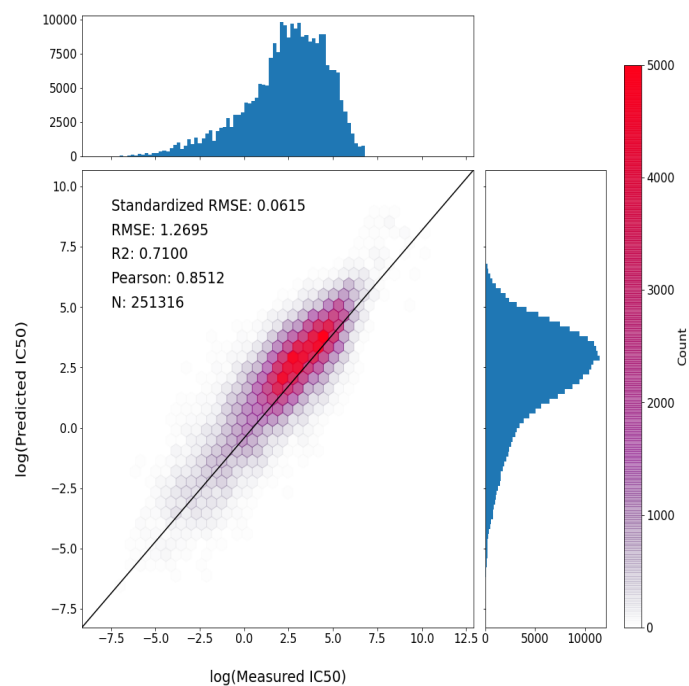 10000
7500
5000
2500
0
10.0
7.5
5.0
2.5
0.0
−2.5
−5.0
−7.5
log(Predicted IC50)
Standardized RMSE: 0.0615
RMSE: 1.2695
R2: 0.7100
Pearson: 0.8512
N: 251316
−7.5 −5.0 −2.5 0.0 2.5 5.0 7.5 10.0 12.5
log(Measured IC50)
0 5000 10000
5000
4000
3000
2000
1000
0
Count